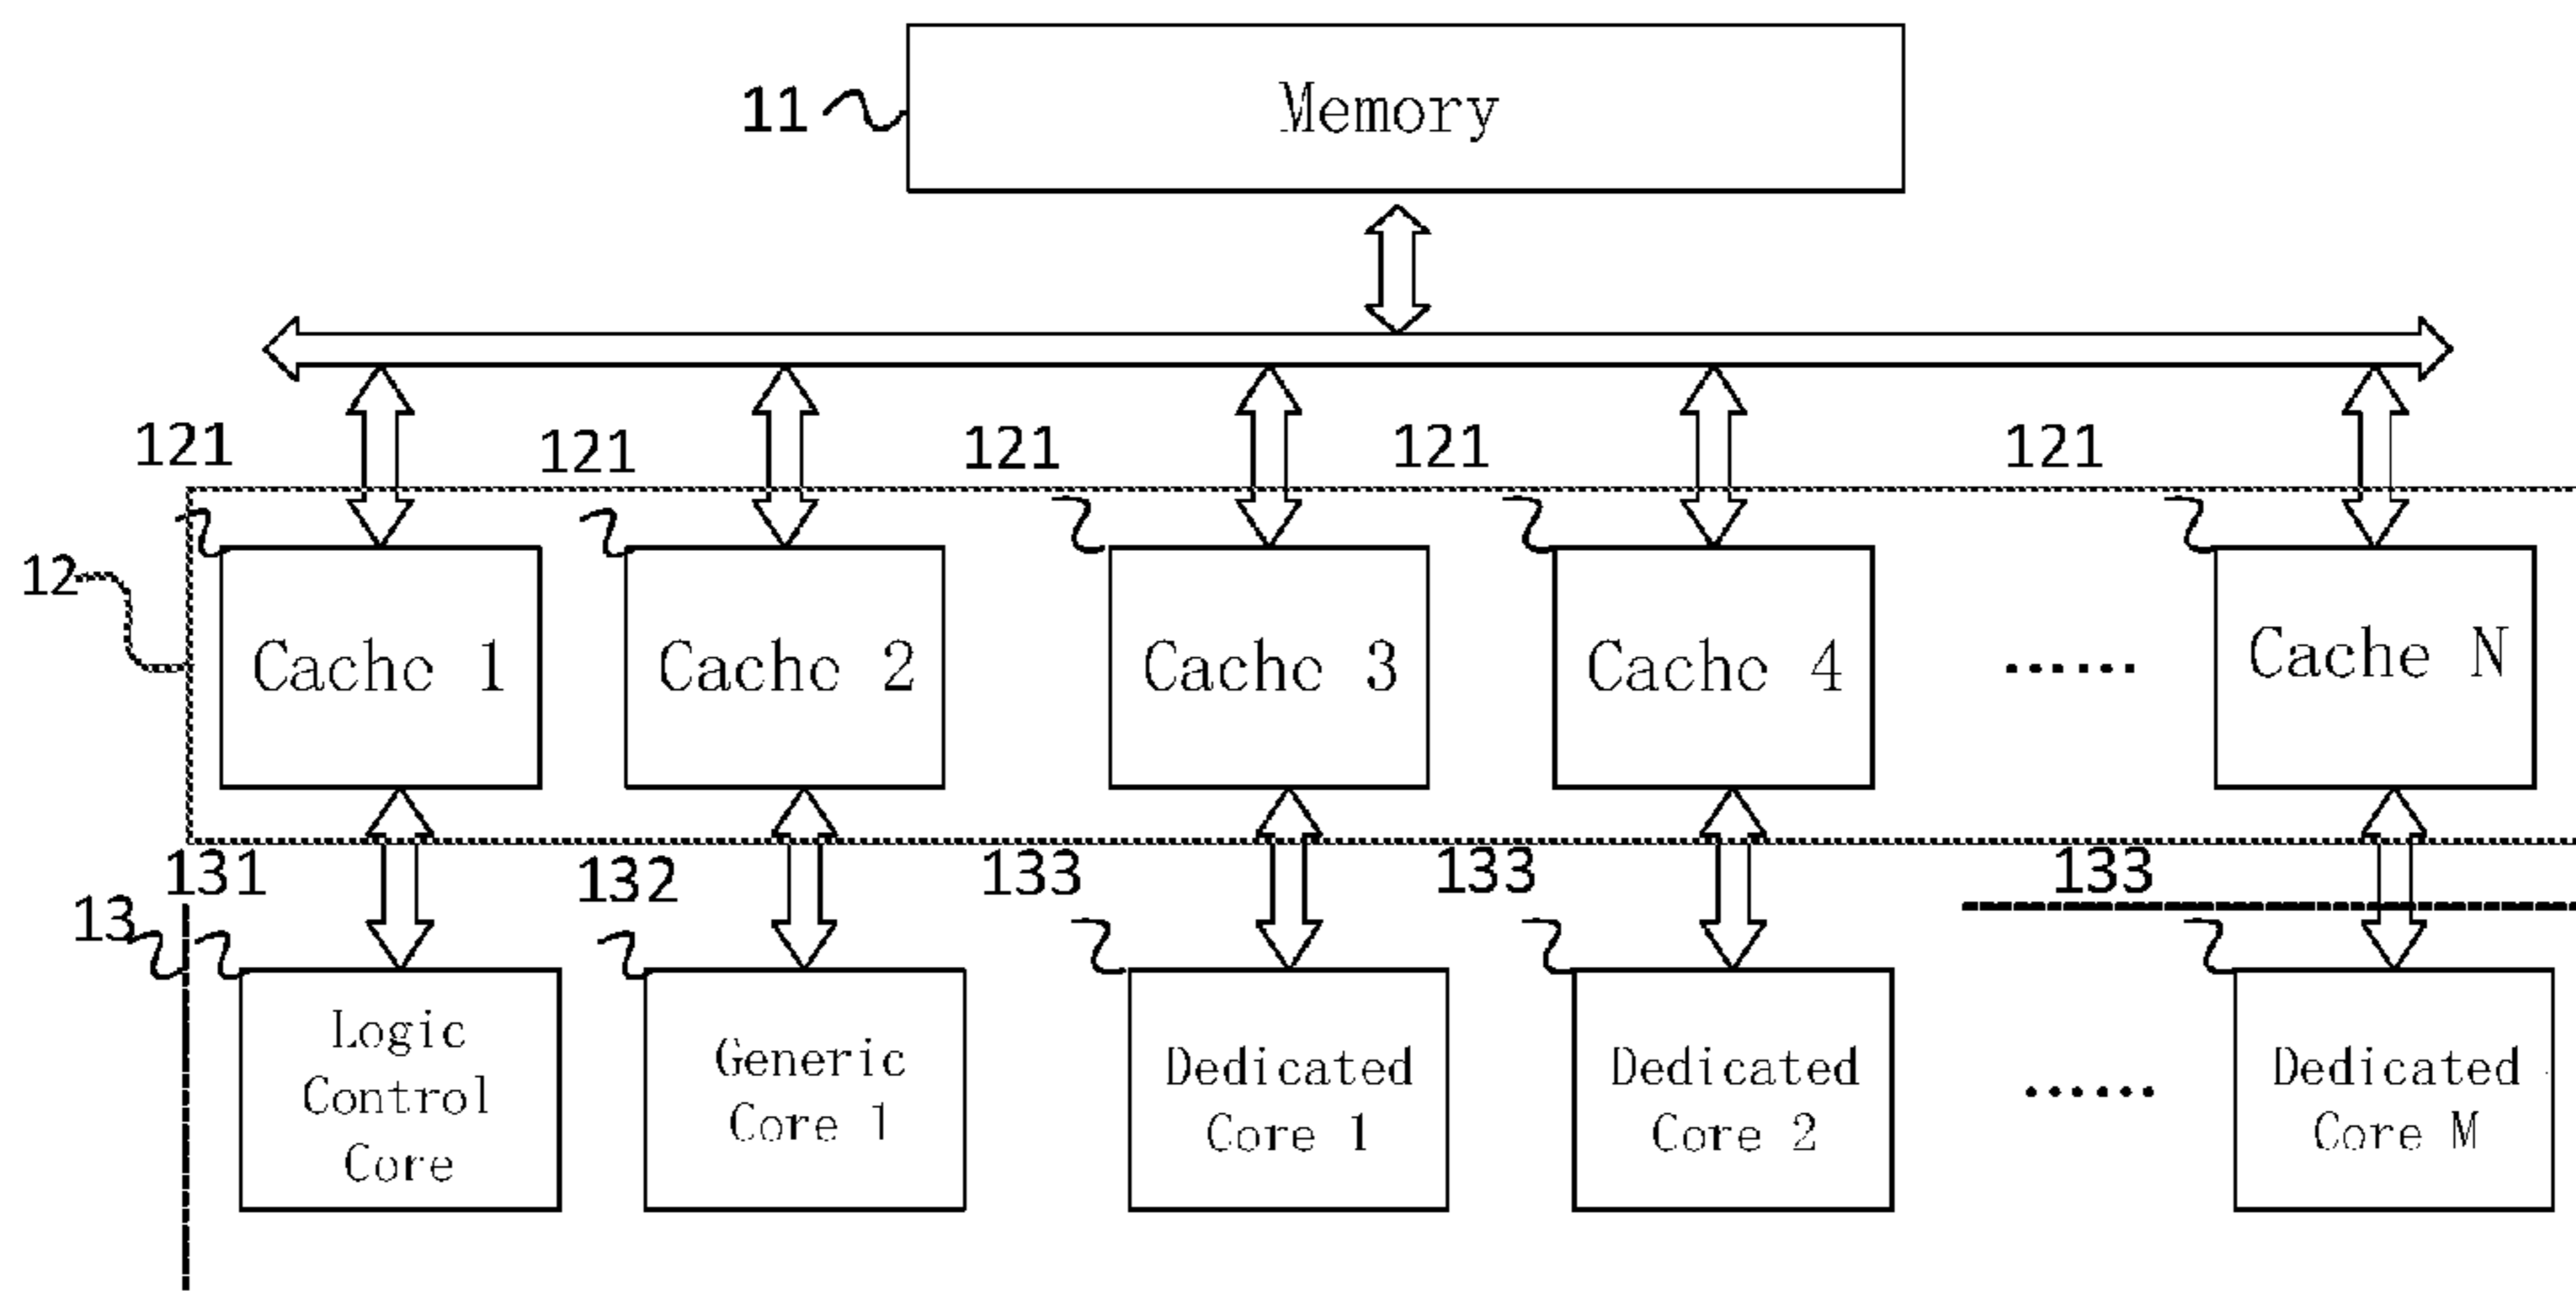 11
Memory
121
121
121
121
121
12
Cache 1
Cache 2
Cache 3
Cache 4
......
Cache N
131
132
133
133
133
13
Logic
Control
Core
Generic
Core 1
Dedicated
Core 1
Dedicated
Core 2
......
Dedicated
Core M